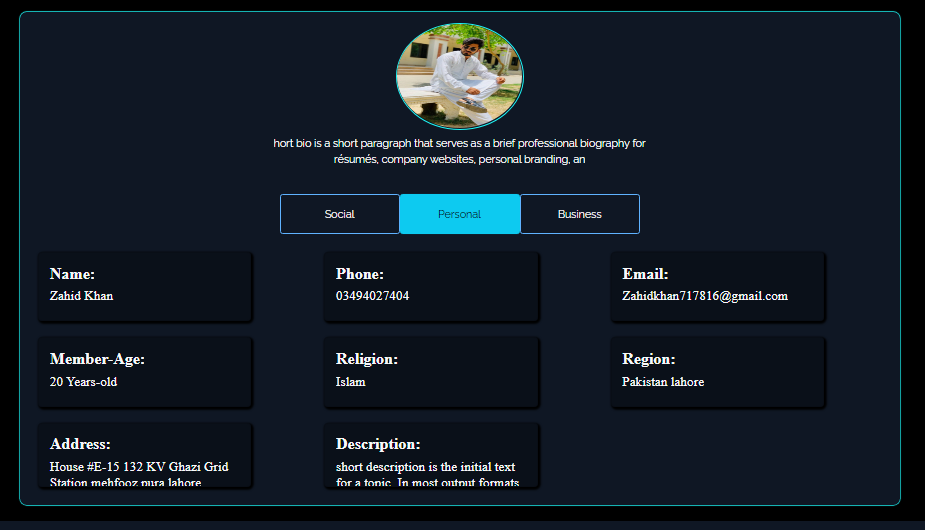 hort bio is a short paragraph that serves as a brief professional biography for
résumés, company websites, personal branding, an
Social
Personal
Business
Name:
Zahid Khan
Phone:
03494027404
Email:
Zahidkhan717816@gmail.com
Member-Age:
20 Years-old
Religion:
Islam
Region:
Pakistan lahore
Address:
House #E-15 132 KV Ghazi Grid
Station mehfooz pura lahore
Description:
short description is the initial text
for a topic. In most output formats